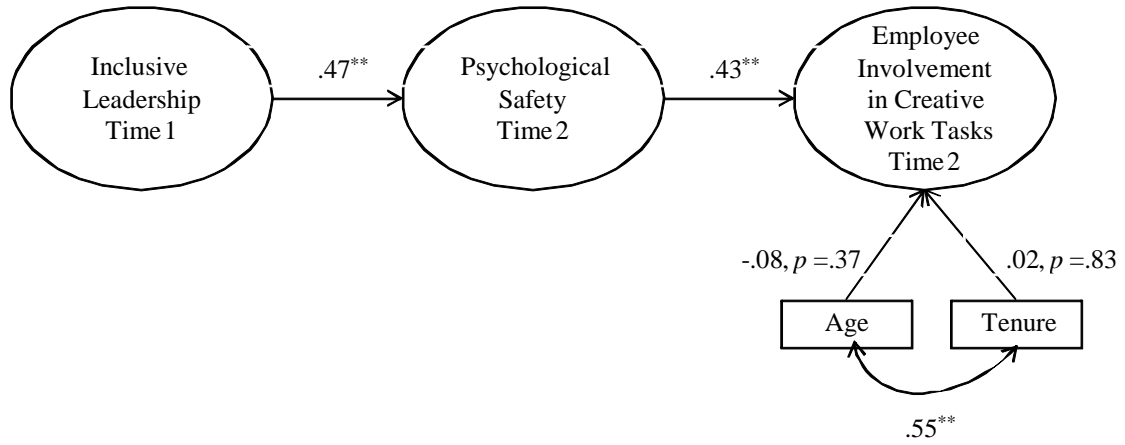 Inclusive
Leadership
Time 1
.47**
Psychological
Safety
Time 2
.43**
Employee
Involvement
in Creative
Work Tasks
Time 2
-.08, p =.37
.02, p =.83
Age
Tenure
.55**